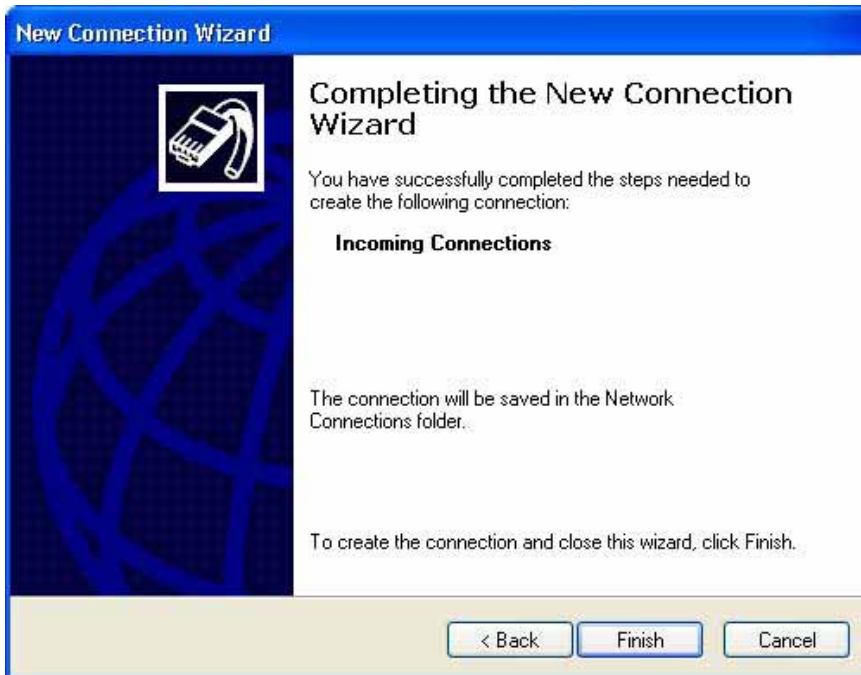 New Connection Wizard
Completing the New Connection
Wizard
You have successfully completed the steps needed to
create the following connection:
Incoming Connections
The connection will be saved in the Network
Connections folder.
To create the connection and close this wizard, click Finish.
< Back Finish Cancel